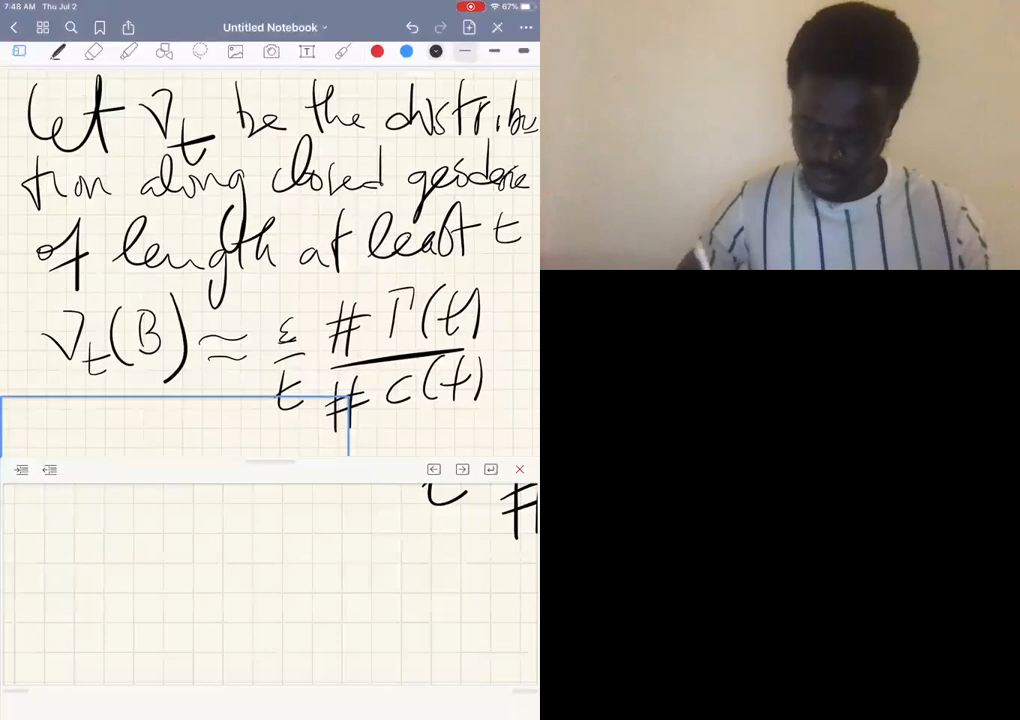 7:48 AM Thu Jul 2
67%
Untitled Notebook
Let ν_t be the distribu
tion along closed geodesic
of length at least t
ν_t(B) ≈ ε/t #Γ(t)/#C(t)